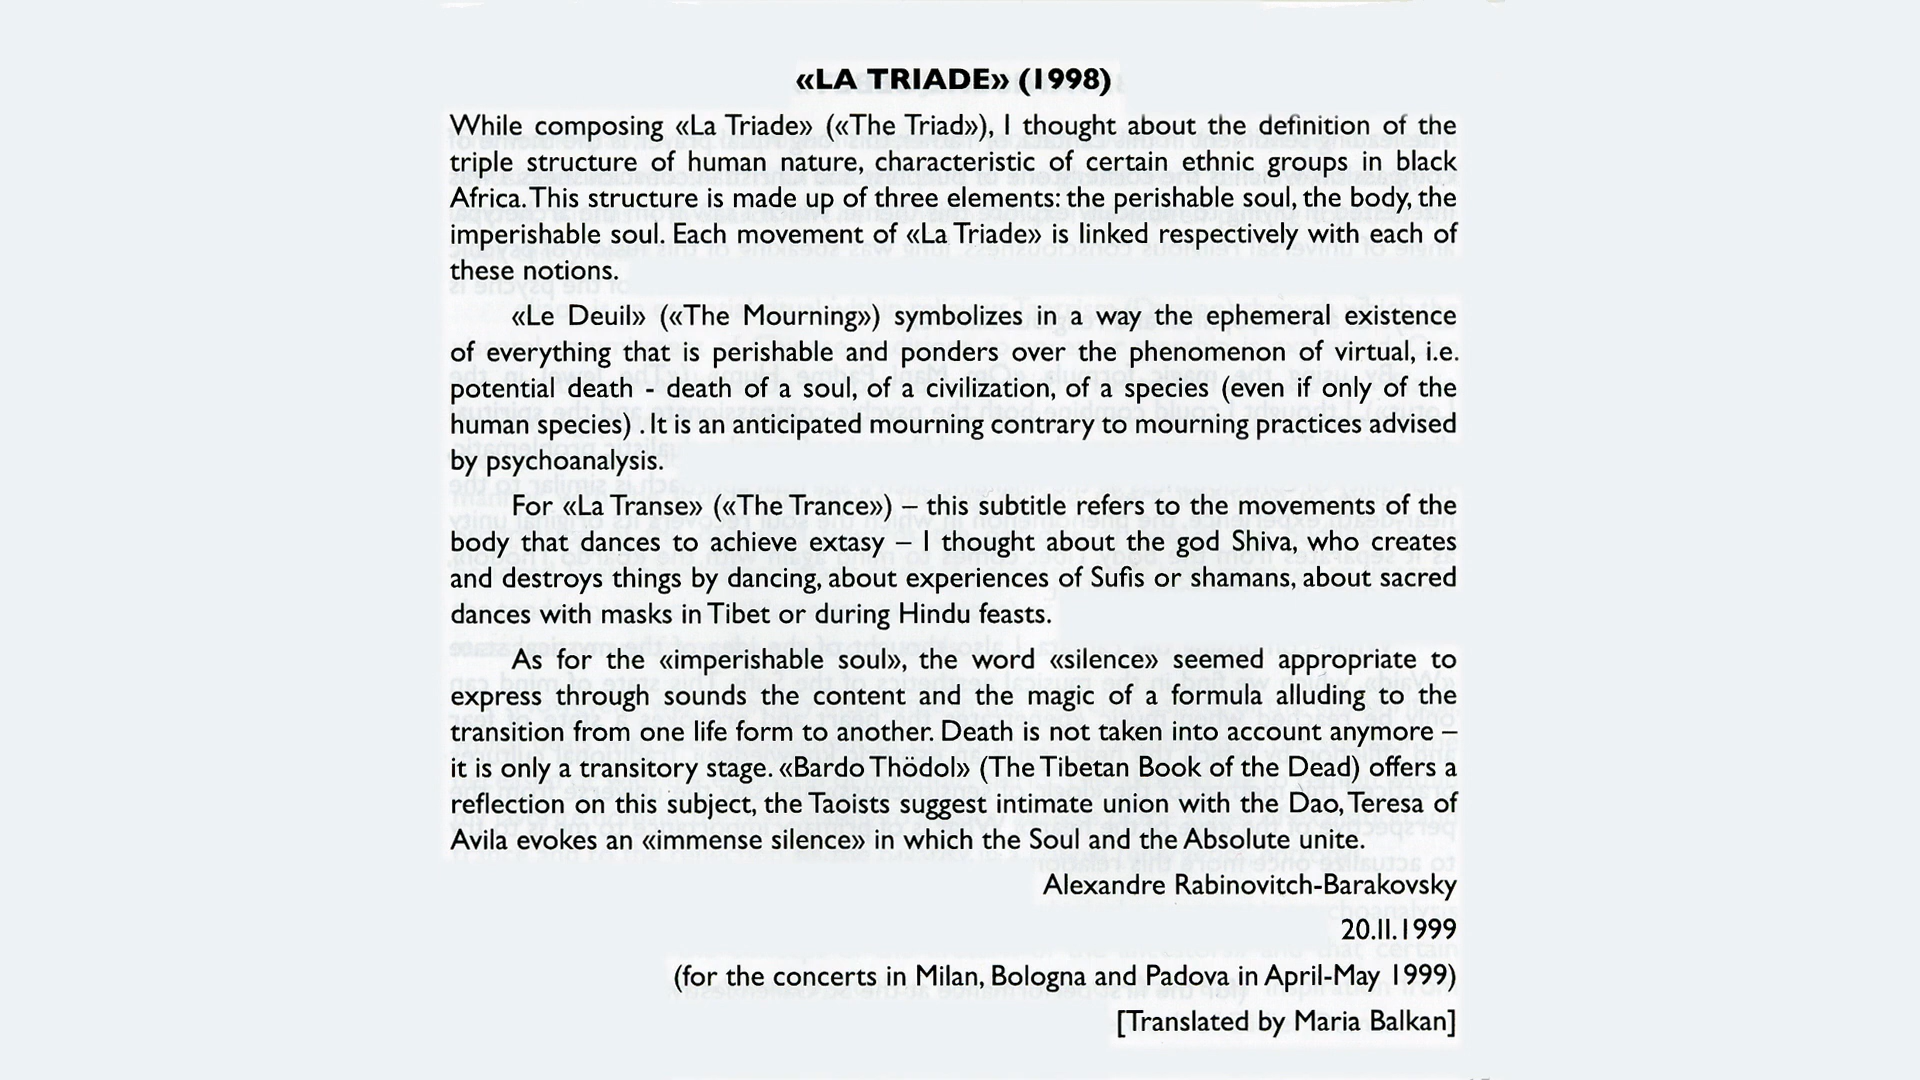 «LA TRIADE» (1998)
While composing «La Triade» («The Triad»), I thought about the definition of the
triple structure of human nature, characteristic of certain ethnic groups in black
Africa. This structure is made up of three elements: the perishable soul, the body, the
imperishable soul. Each movement of «La Triade» is linked respectively with each of
these notions.
«Le Deuil» («The Mourning») symbolizes in a way the ephemeral existence
of everything that is perishable and ponders over the phenomenon of virtual, i.e.
potential death - death of a soul, of a civilization, of a species (even if only of the
human species) . It is an anticipated mourning contrary to mourning practices advised
by psychoanalysis.
For «La Transe» («The Trance») – this subtitle refers to the movements of the
body that dances to achieve extasy – I thought about the god Shiva, who creates
and destroys things by dancing, about experiences of Sufis or shamans, about sacred
dances with masks in Tibet or during Hindu feasts.
As for the «imperishable soul», the word «silence» seemed appropriate to
express through sounds the content and the magic of a formula alluding to the
transition from one life form to another. Death is not taken into account anymore –
it is only a transitory stage. «Bardo Thödol» (The Tibetan Book of the Dead) offers a
reflection on this subject, the Taoists suggest intimate union with the Dao, Teresa of
Avila evokes an «immense silence» in which the Soul and the Absolute unite.
Alexandre Rabinovitch-Barakovsky
20.II.1999
(for the concerts in Milan, Bologna and Padova in April-May 1999)
[Translated by Maria Balkan]